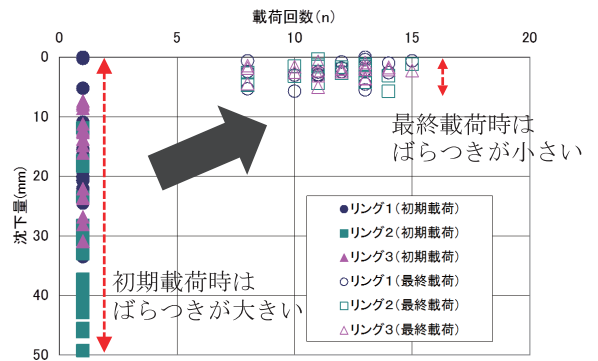 載荷回数(n)
0 5 10 15 20
0
10
20
30
40
50
沈下量(mm)
最終載荷時は
ばらつきが小さい
初期載荷時は
ばらつきが大きい
リング1(初期載荷)
リング2(初期載荷)
リング3(初期載荷)
リング1(最終載荷)
リング2(最終載荷)
リング3(最終載荷)